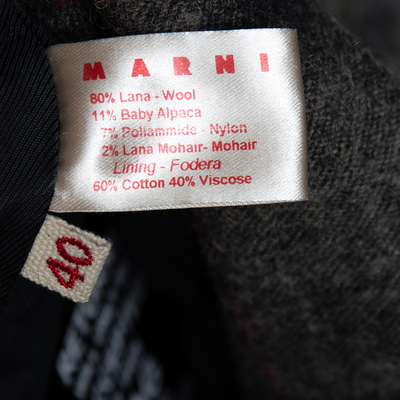 MARNI
80% Lana - Wool
11% Baby Alpaca
7% Poliammide - Nylon
2% Lana Mohair- Mohair
Lining - Fodera
60% Cotton 40% Viscose
40